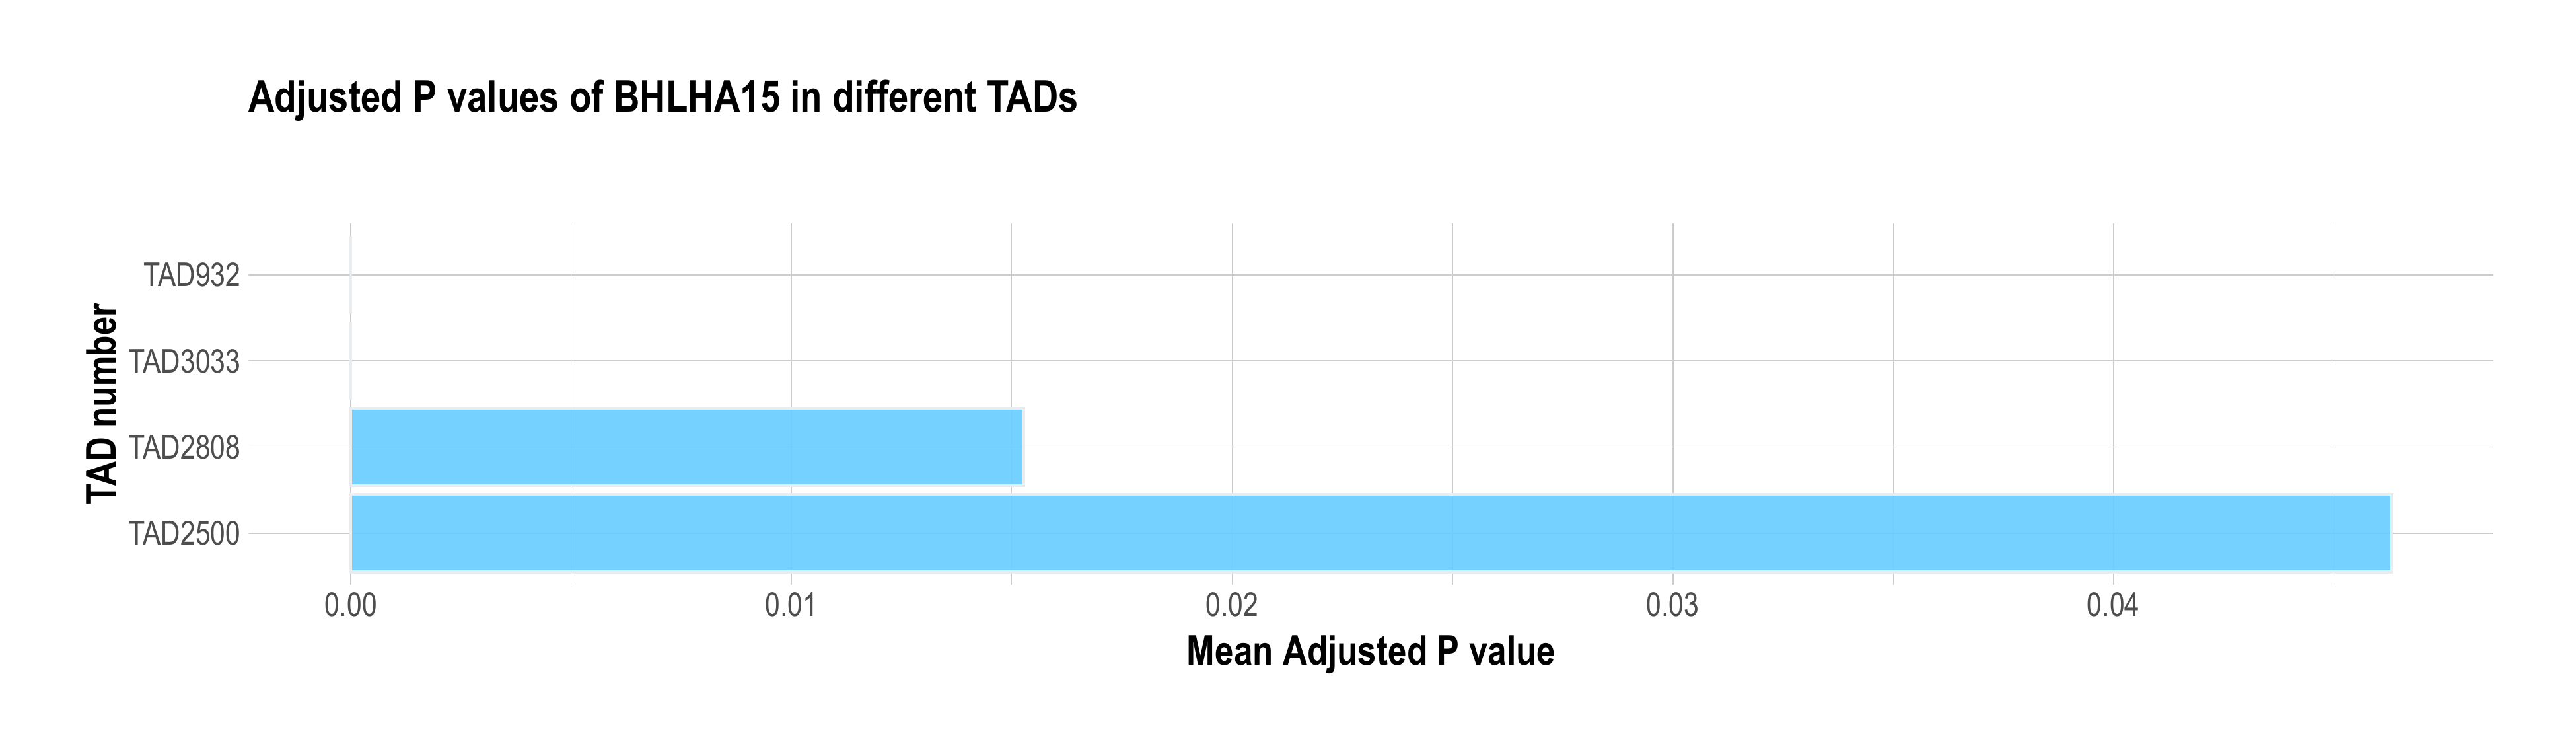 Adjusted P values of BHLHA15 in different TADs
TAD number
TAD932
TAD3033
TAD2808
TAD2500
0.00 0.01 0.02 0.03 0.04
Mean Adjusted P value